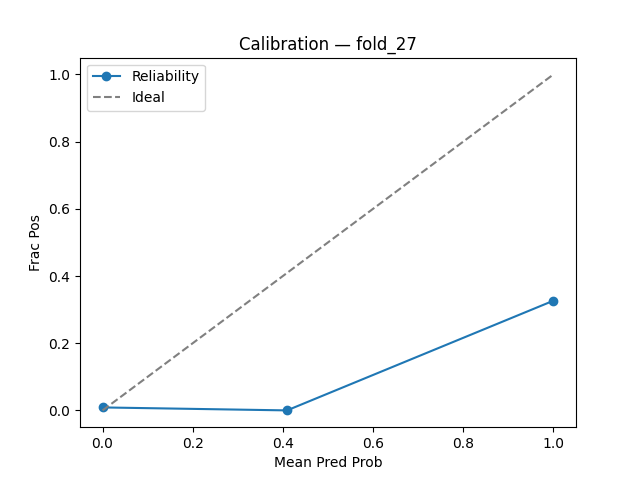 Calibration — fold_27
Reliability
Ideal
Frac Pos
1.0
0.8
0.6
0.4
0.2
0.0
0.0 0.2 0.4 0.6 0.8 1.0
Mean Pred Prob